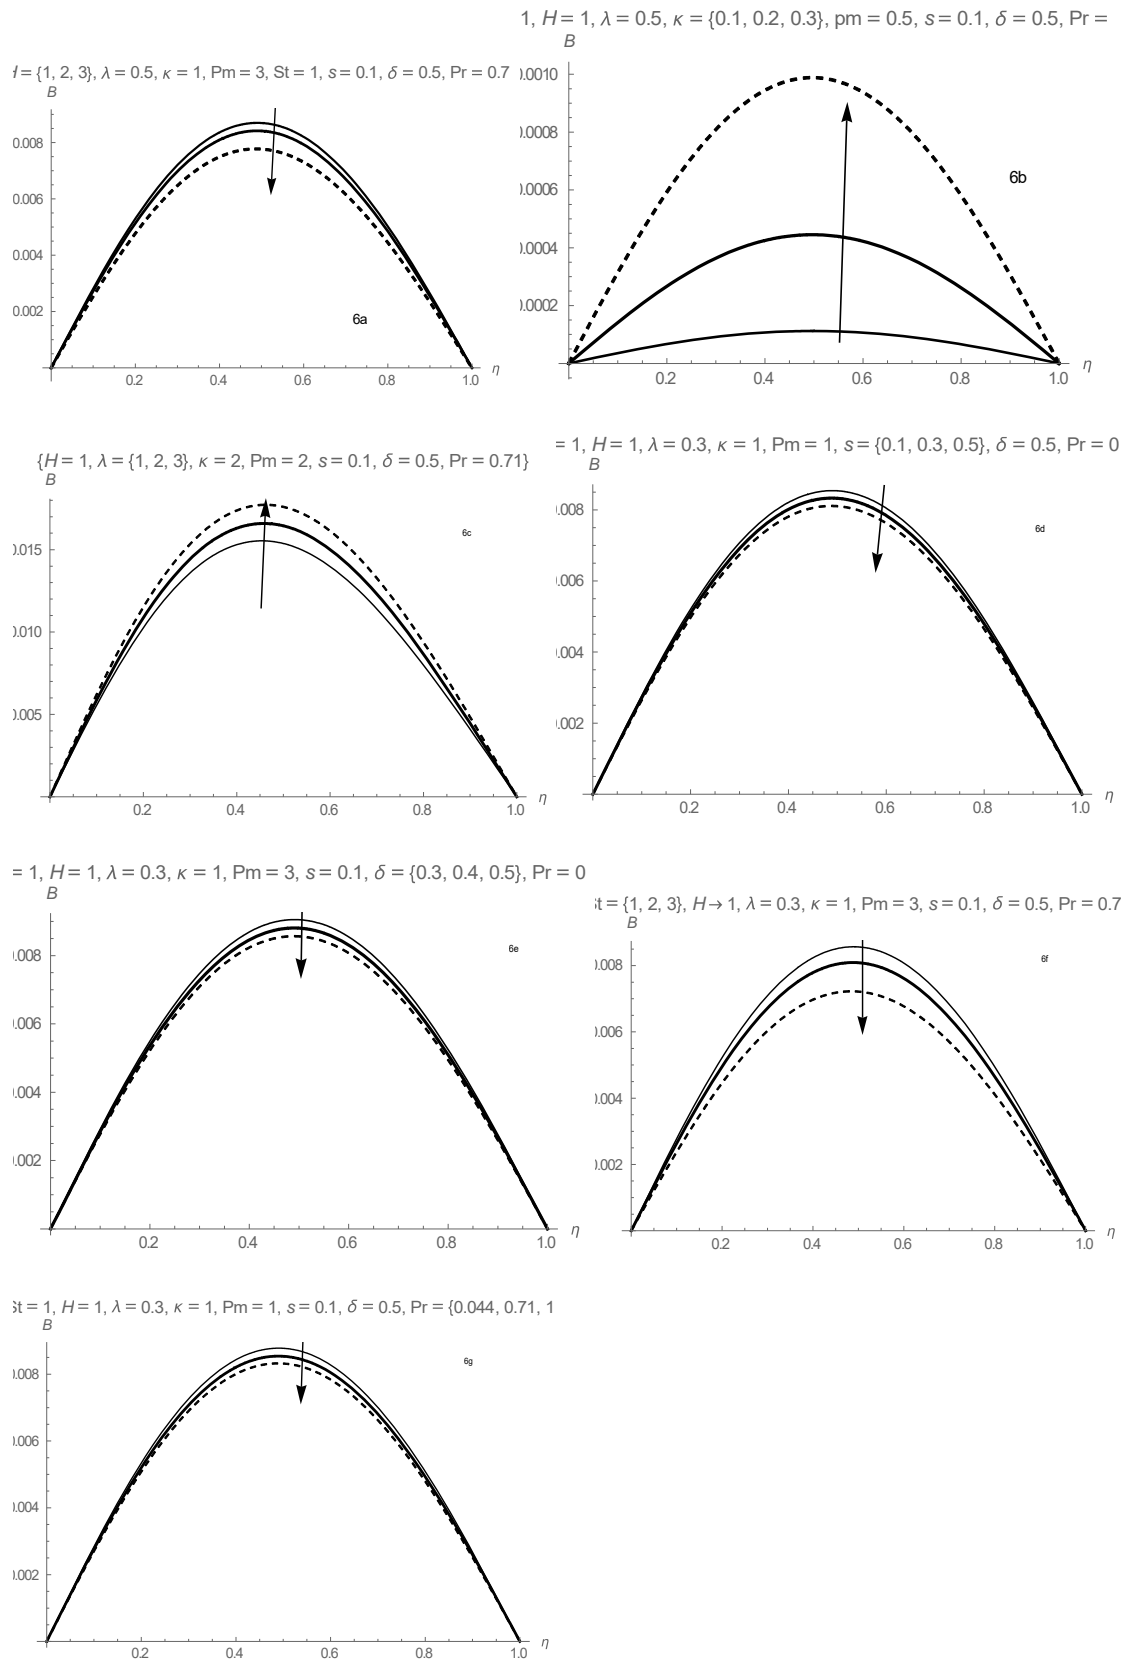 1, H = 1, λ = 0.5, κ = {0.1, 0.2, 0.3}, pm = 0.5, s = 0.1, δ = 0.5, Pr =
H = {1, 2, 3}, λ = 0.5, κ = 1, Pm = 3, St = 1, s = 0.1, δ = 0.5, Pr = 0.7
B
0.008
0.006
0.004
0.002
6a
0.2 0.4 0.6 0.8 1.0 η
B
0.0010
0.0008
0.0006
0.0004
0.0002
6b
0.2 0.4 0.6 0.8 1.0 η
{H = 1, λ = {1, 2, 3}, κ = 2, Pm = 2, s = 0.1, δ = 0.5, Pr = 0.71}
B
0.015
0.010
0.005
6c
0.2 0.4 0.6 0.8 1.0 η
= 1, H = 1, λ = 0.3, κ = 1, Pm = 1, s = {0.1, 0.3, 0.5}, δ = 0.5, Pr = 0
B
0.008
0.006
0.004
0.002
6d
0.2 0.4 0.6 0.8 1.0 η
= 1, H = 1, λ = 0.3, κ = 1, Pm = 3, s = 0.1, δ = {0.3, 0.4, 0.5}, Pr = 0
B
0.008
0.006
0.004
0.002
6e
0.2 0.4 0.6 0.8 1.0 η
St = {1, 2, 3}, H → 1, λ = 0.3, κ = 1, Pm = 3, s = 0.1, δ = 0.5, Pr = 0.7
B
0.008
0.006
0.004
0.002
6f
0.2 0.4 0.6 0.8 1.0 η
St = 1, H = 1, λ = 0.3, κ = 1, Pm = 1, s = 0.1, δ = 0.5, Pr = {0.044, 0.71, 1
B
0.008
0.006
0.004
0.002
6g
0.2 0.4 0.6 0.8 1.0 η